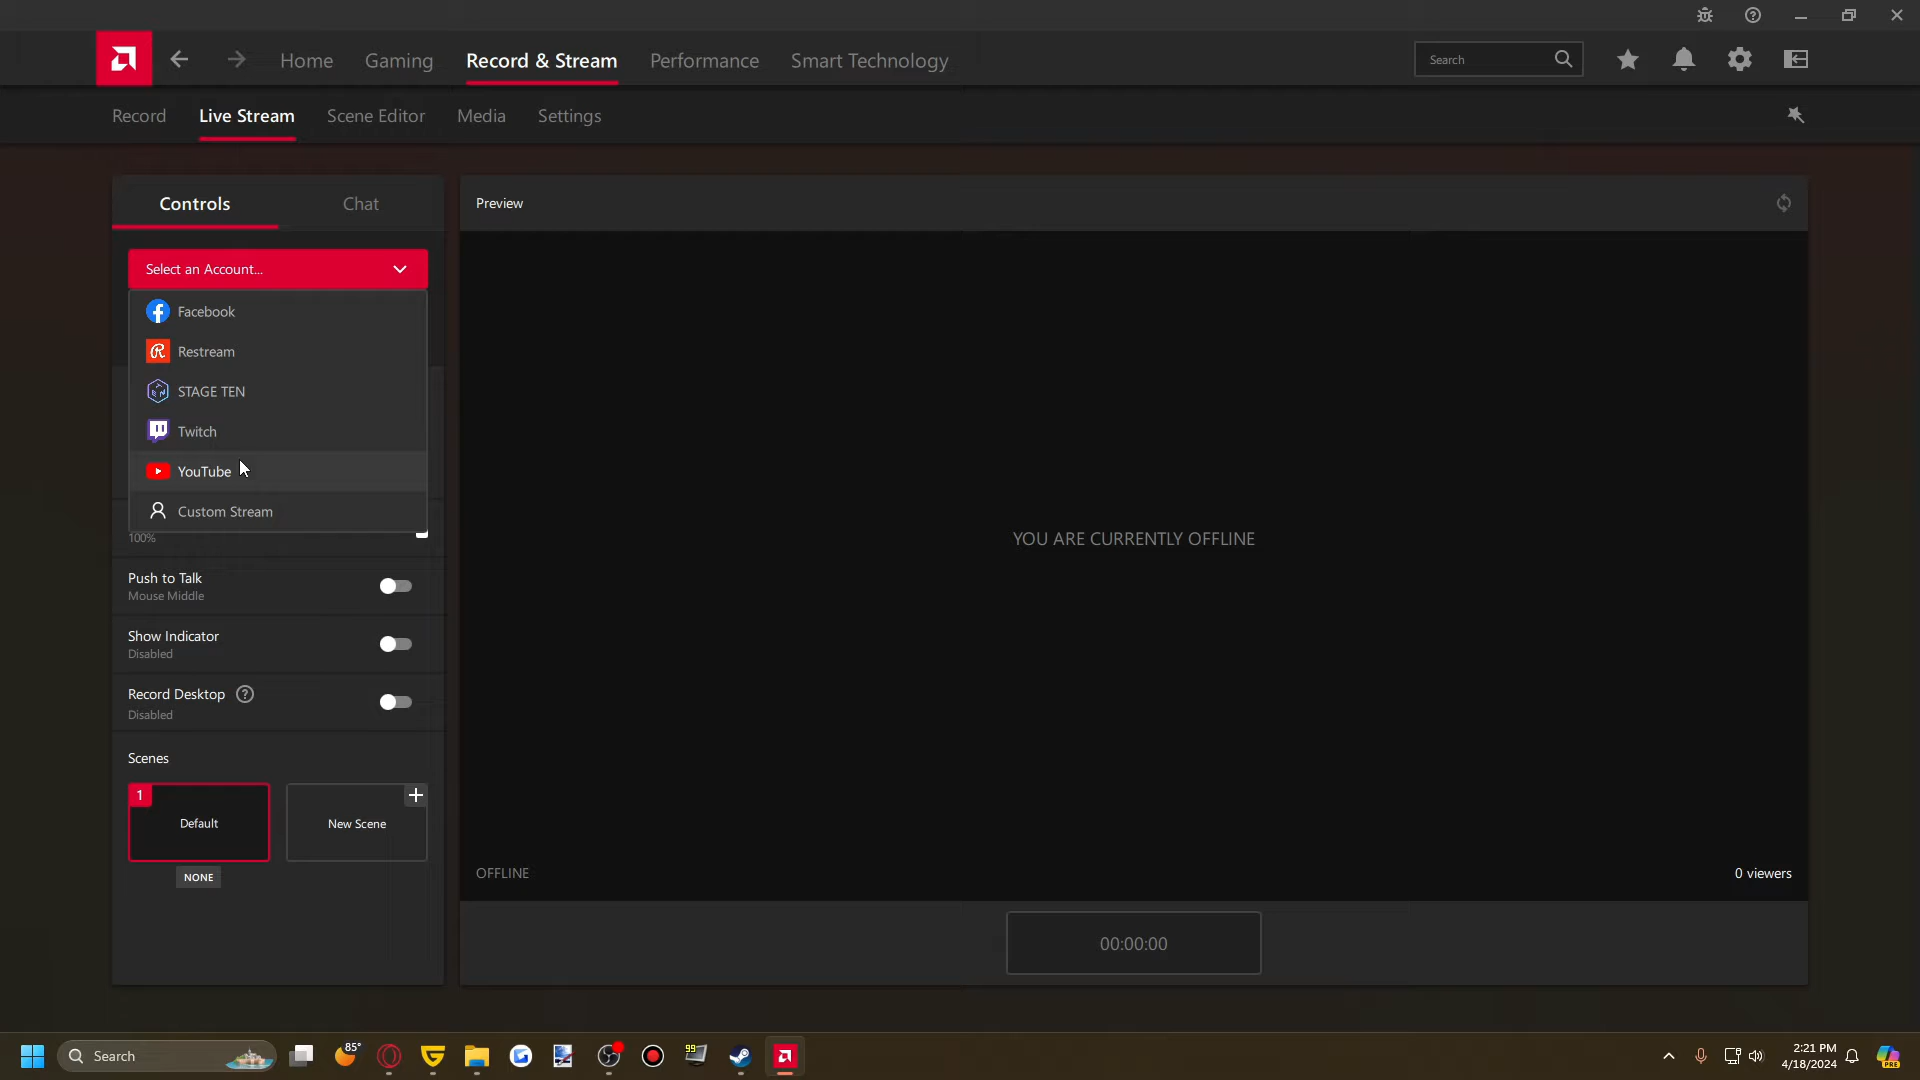 Home Gaming Record & Stream Performance Smart Technology Search
Record Live Stream Scene Editor Media Settings
Controls Chat
Preview
Select an Account...
Facebook
Restream
STAGE TEN
Twitch
YouTube
Custom Stream
100%
Push to Talk
Mouse Middle
Show Indicator
Disabled
Record Desktop ?
Disabled
Scenes
1
Default
New Scene
NONE
YOU ARE CURRENTLY OFFLINE
OFFLINE 0 viewers
00:00:00
Search
85°
99
2:21 PM
4/18/2024
PRE